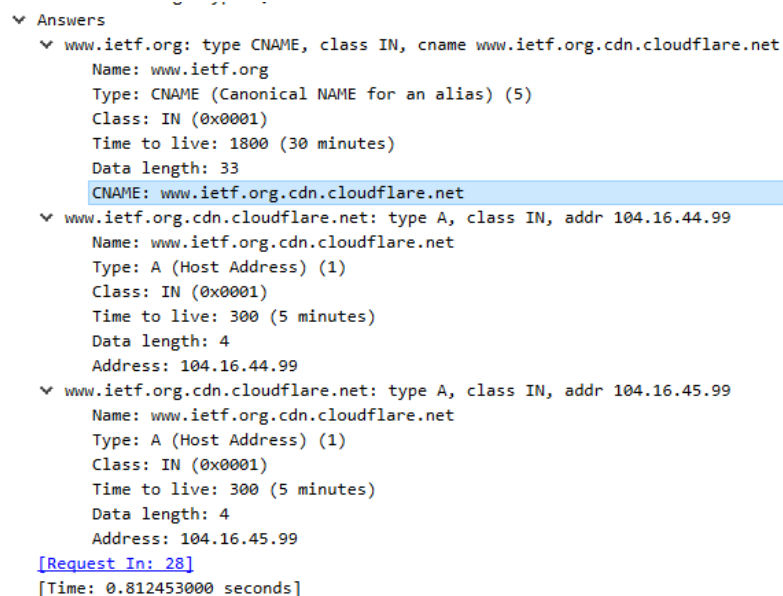 Answers
www.ietf.org: type CNAME, class IN, cname www.ietf.org.cdn.cloudflare.net
Name: www.ietf.org
Type: CNAME (Canonical NAME for an alias) (5)
Class: IN (0x0001)
Time to live: 1800 (30 minutes)
Data length: 33
CNAME: www.ietf.org.cdn.cloudflare.net
www.ietf.org.cdn.cloudflare.net: type A, class IN, addr 104.16.44.99
Name: www.ietf.org.cdn.cloudflare.net
Type: A (Host Address) (1)
Class: IN (0x0001)
Time to live: 300 (5 minutes)
Data length: 4
Address: 104.16.44.99
www.ietf.org.cdn.cloudflare.net: type A, class IN, addr 104.16.45.99
Name: www.ietf.org.cdn.cloudflare.net
Type: A (Host Address) (1)
Class: IN (0x0001)
Time to live: 300 (5 minutes)
Data length: 4
Address: 104.16.45.99
[Request In: 28]
[Time: 0.812453000 seconds]